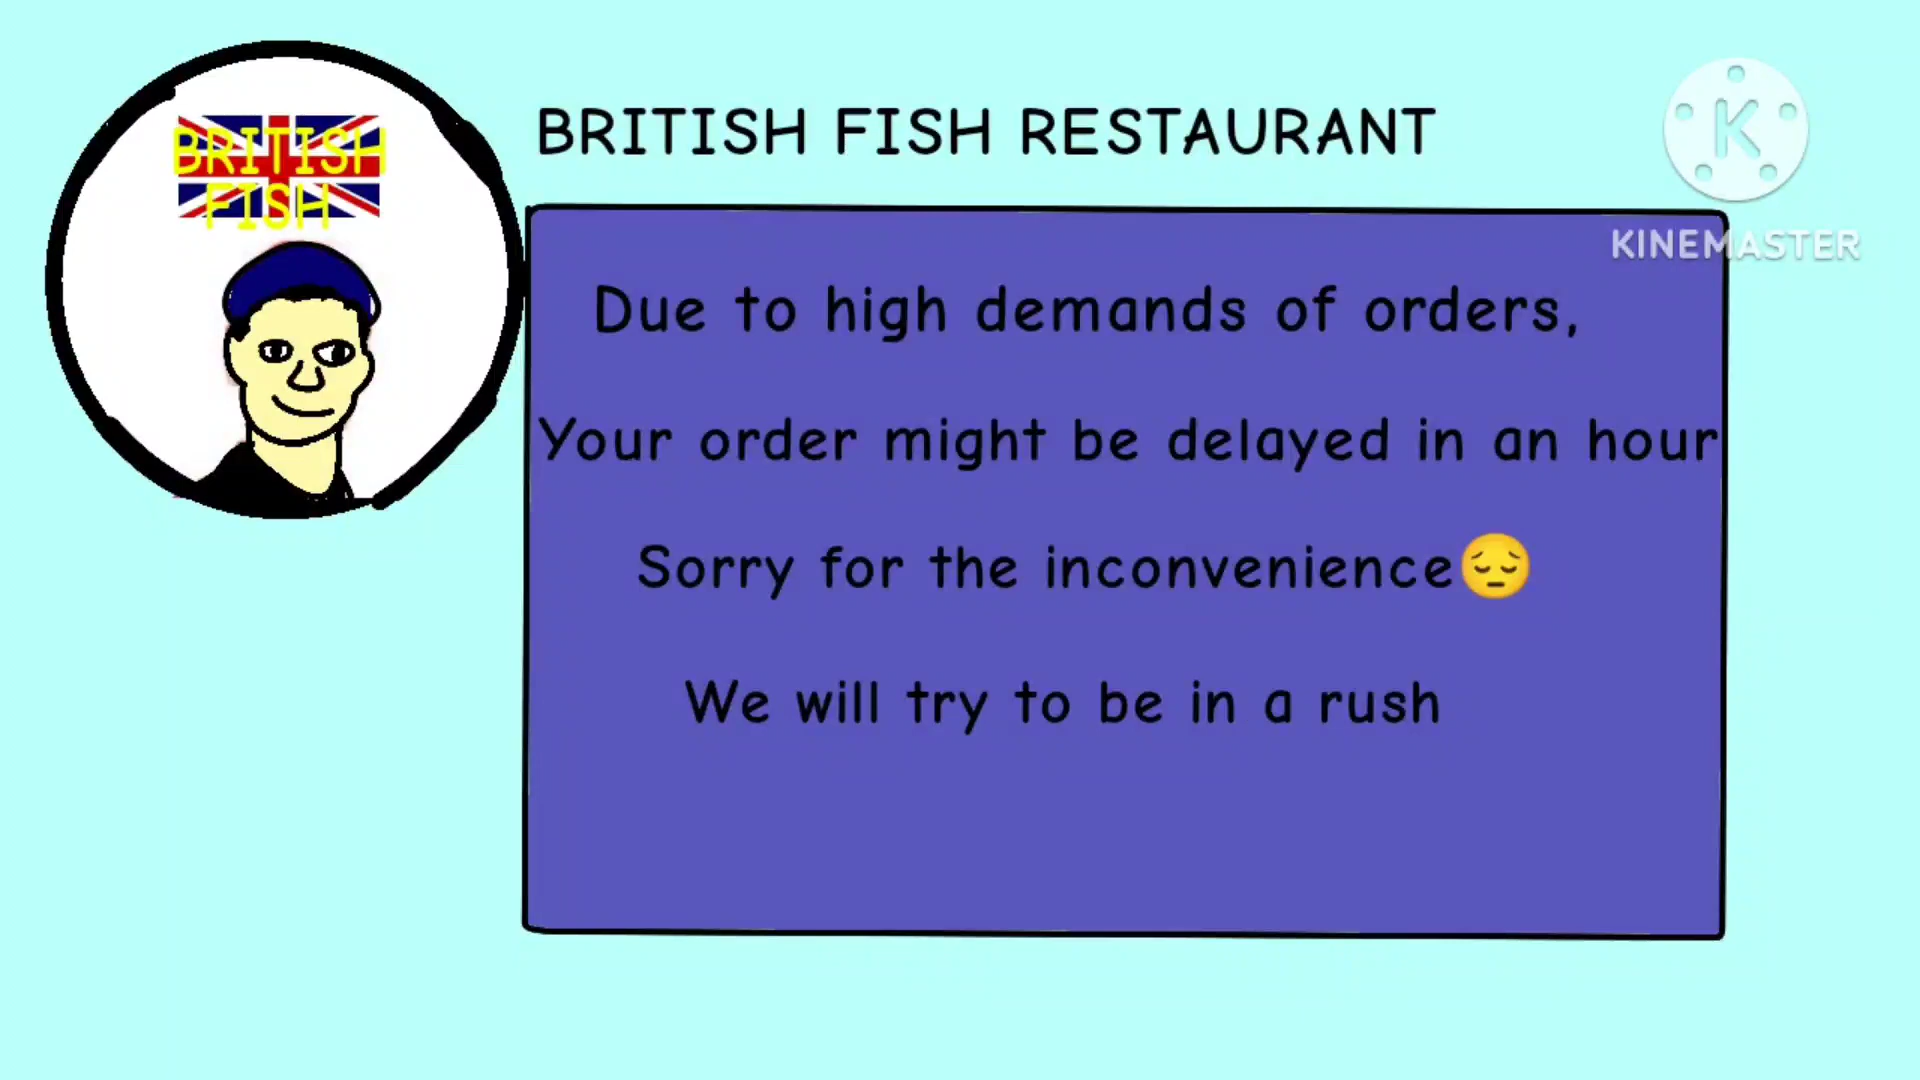 BRITISH
FISH
BRITISH FISH RESTAURANT
K
KINEMASTER
Due to high demands of orders,
Your order might be delayed in an hour
Sorry for the inconvenience😔
We will try to be in a rush